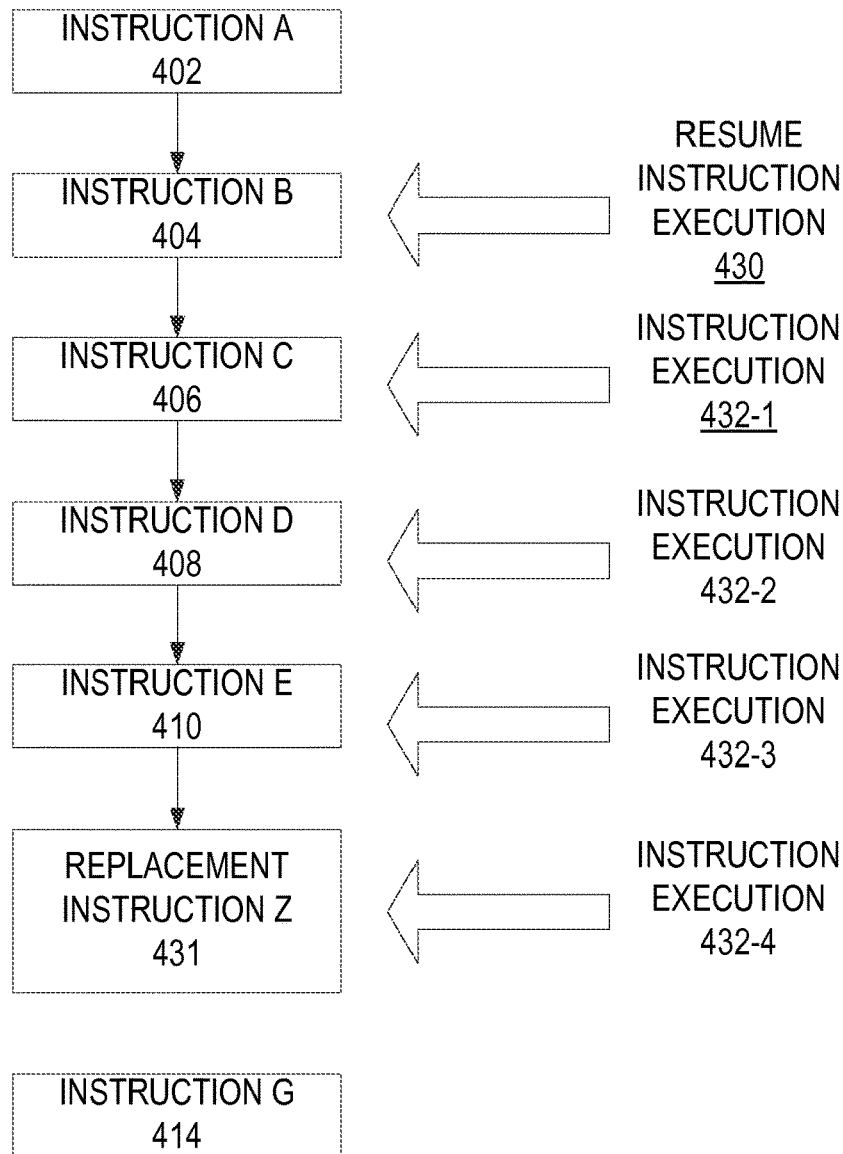 INSTRUCTION A
402
INSTRUCTION B
404
RESUME
INSTRUCTION
EXECUTION
430
INSTRUCTION C
406
INSTRUCTION
EXECUTION
432-1
INSTRUCTION D
408
INSTRUCTION
EXECUTION
432-2
INSTRUCTION E
410
INSTRUCTION
EXECUTION
432-3
REPLACEMENT
INSTRUCTION Z
431
INSTRUCTION
EXECUTION
432-4
INSTRUCTION G
414